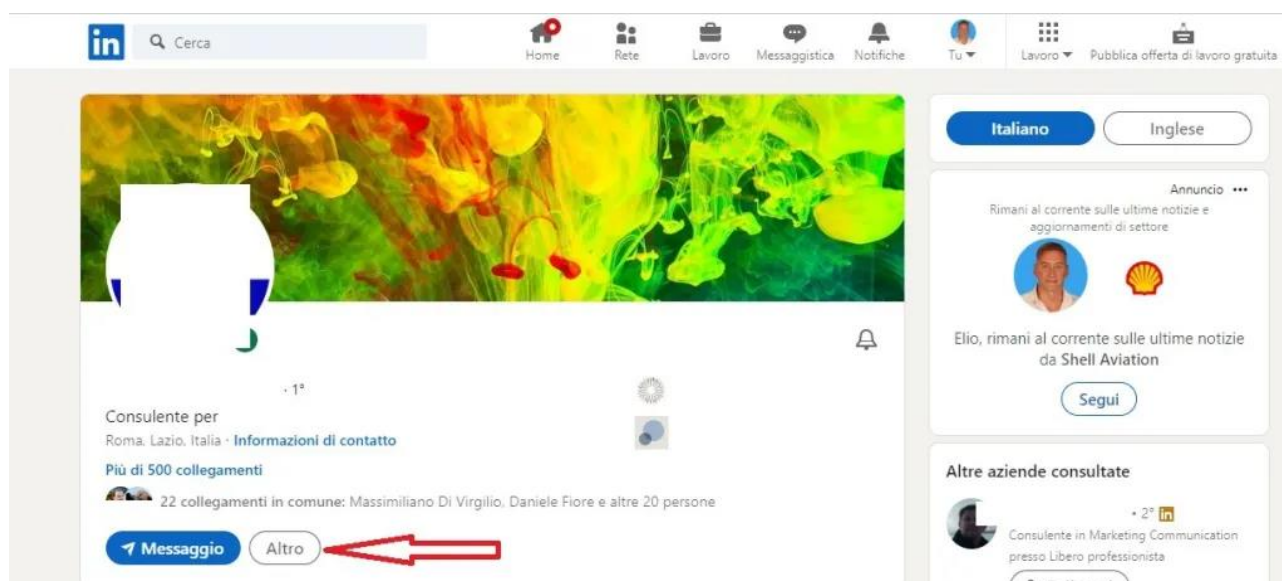 in
Cerca
Home
Rete
Lavoro
Messaggistica
Notifiche
Tu
Lavoro
Pubblica offerta di lavoro gratuita
· 1°
Consulente per
Roma, Lazio, Italia · Informazioni di contatto
Più di 500 collegamenti
22 collegamenti in comune: Massimiliano Di Virgilio, Daniele Fiore e altre 20 persone
Messaggio
Altro
Italiano
Inglese
Annuncio
Rimani al corrente sulle ultime notizie e
aggiornamenti di settore
Elio, rimani al corrente sulle ultime notizie
da Shell Aviation
Segui
Altre aziende consultate
• 2° in
Consulente in Marketing Communication
presso Libero professionista